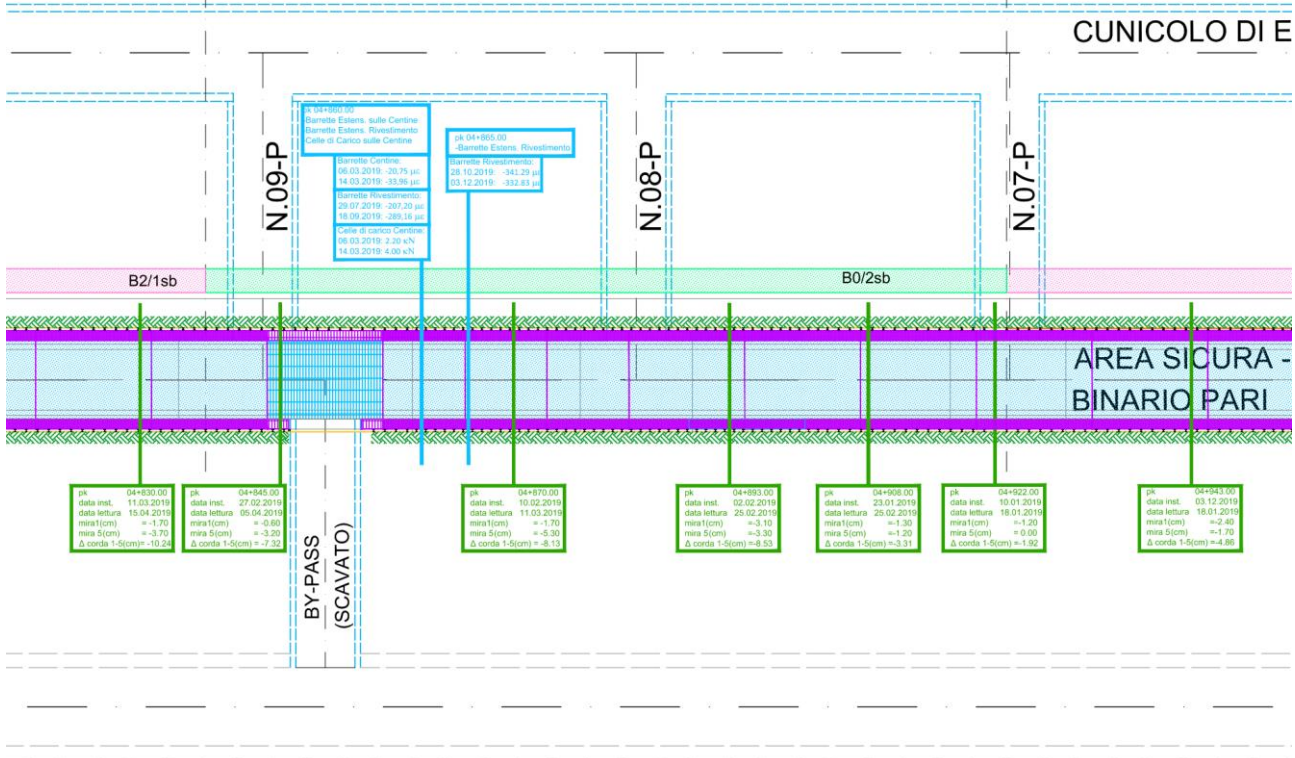 CUNICOLO DI E
pk 04+860.00
Barrette Estens. sulle Centine
Barrette Estens. Rivestimento
Celle di Carico sulle Centine
Barrette Centine:
06.03.2019: -20,75 με
14.03.2019: -33,96 με
Barrette Rivestimento:
29.07.2019: -287,20 με
18.09.2019: -289,16 με
Celle di carico Centine:
06.03.2019: 2.20 кN
14.03.2019: 4.00 кN
pk 04+865.00
-Barrette Estens. Rivestimento
Barrette Rivestimento:
28.10.2019: -341.29 με
03.12.2019: -332.83 με
N.09-P
N.08-P
N.07-P
B2/1sb
B0/2sb
AREA SICURA -
BINARIO PARI
pk 04+830.00
data inst. 11.03.2019
data lettura 15.04.2019
mira1(cm) = -1.70
mira 5(cm) = -3.70
Δ corda 1-5(cm)= -10.24
pk 04+845.00
data inst. 27.02.2019
data lettura 05.04.2019
mira1(cm) = -0.60
mira 5(cm) = -3.20
Δ corda 1-5(cm)= -7.32
pk 04+870.00
data inst. 10.02.2019
data lettura 11.03.2019
mira1(cm) = -1.70
mira 5(cm) = -5.30
Δ corda 1-5(cm) = -8.13
pk 04+893.00
data inst. 02.02.2019
data lettura 25.02.2019
mira1(cm) =-3.10
mira 5(cm) =-3.30
Δ corda 1-5(cm) =-8.53
pk 04+908.00
data inst. 23.01.2019
data lettura 25.02.2019
mira1(cm) =-1.30
mira 5(cm) =-1.20
Δ corda 1-5(cm) =-3.31
pk 04+922.00
data inst. 10.01.2019
data lettura 18.01.2019
mira1(cm) =-1.20
mira 5(cm) = 0.00
Δ corda 1-5(cm) =-1.92
pk 04+943.00
data inst. 03.12.2019
data lettura 18.01.2019
mira1(cm) =-2.40
mira 5(cm) =-1.70
Δ corda 1-5(cm) =-4.86
BY-PASS
(SCAVATO)